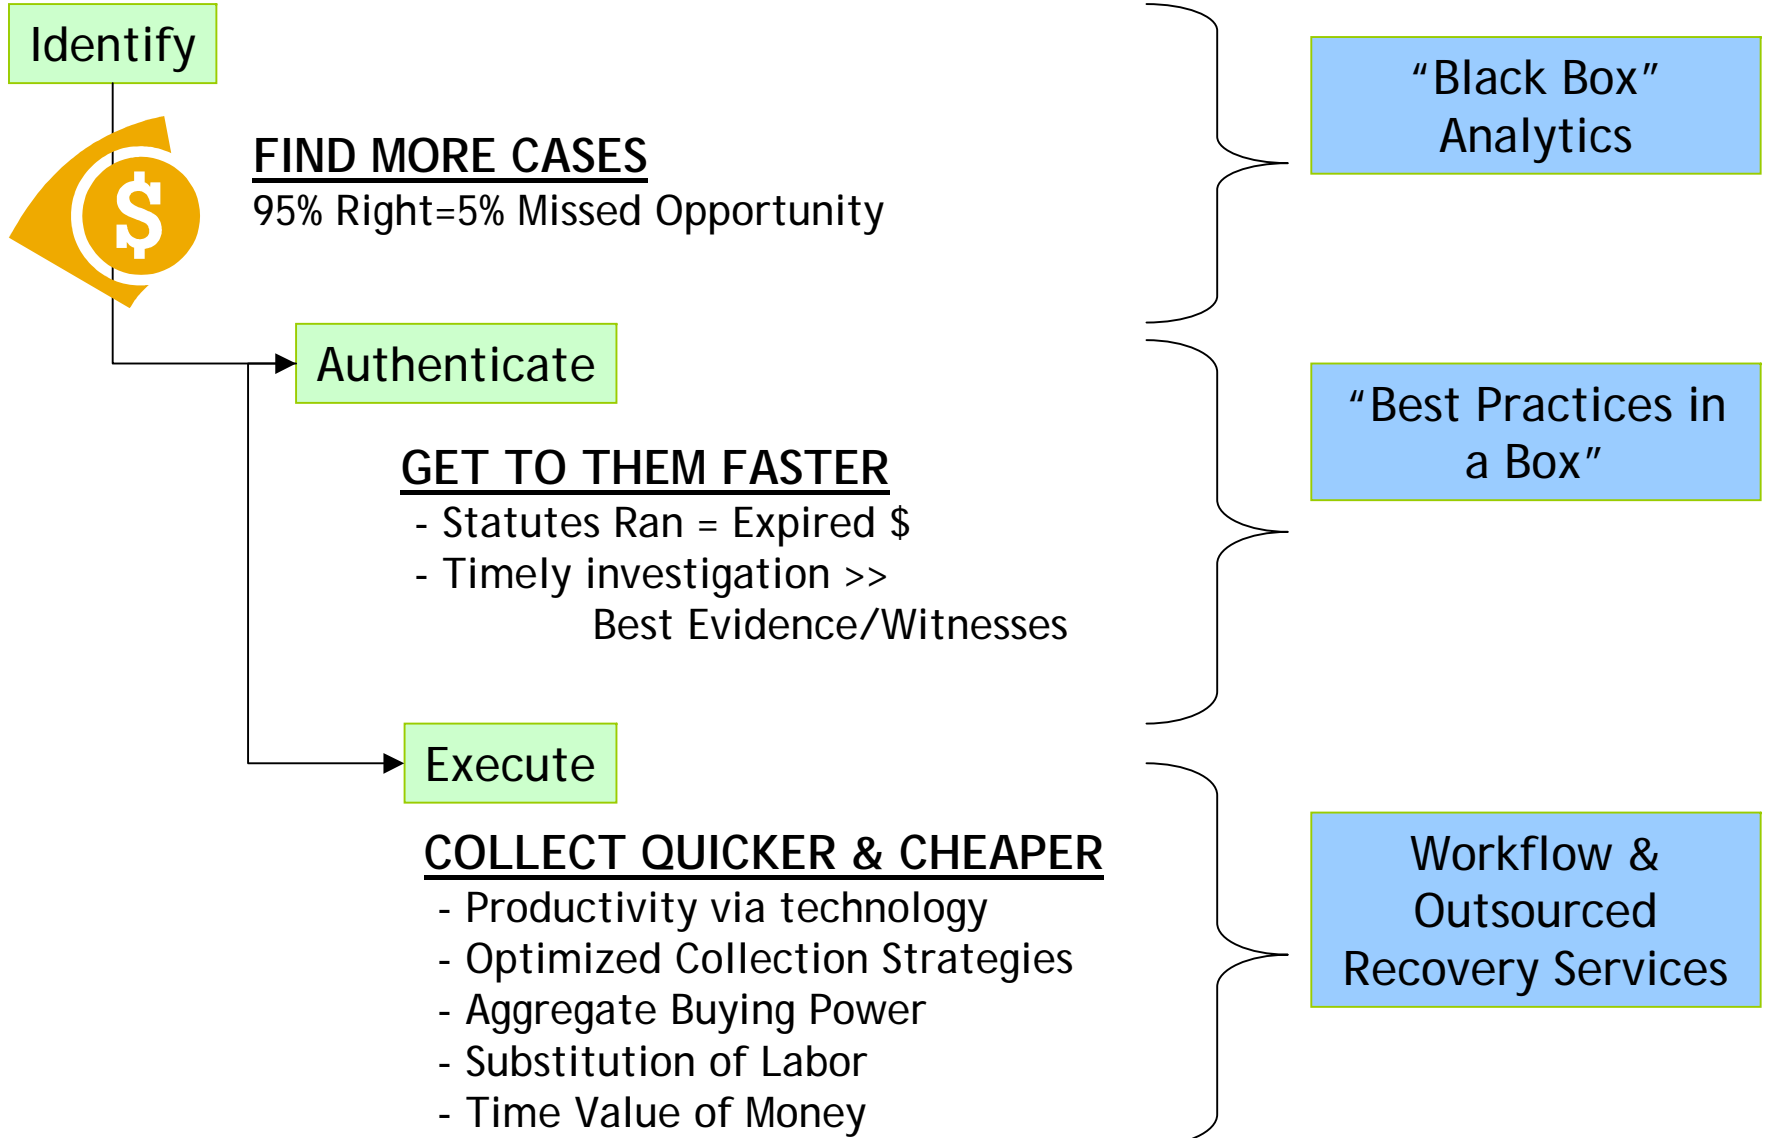 Identify
FIND MORE CASES
95% Right=5% Missed Opportunity
“Black Box”
Analytics
$
Authenticate
GET TO THEM FASTER
- Statutes Ran = Expired $
- Timely investigation >>
Best Evidence/Witnesses
“Best Practices in
a Box”
Execute
COLLECT QUICKER & CHEAPER
- Productivity via technology
- Optimized Collection Strategies
- Aggregate Buying Power
- Substitution of Labor
- Time Value of Money
Workflow &
Outsourced
Recovery Services